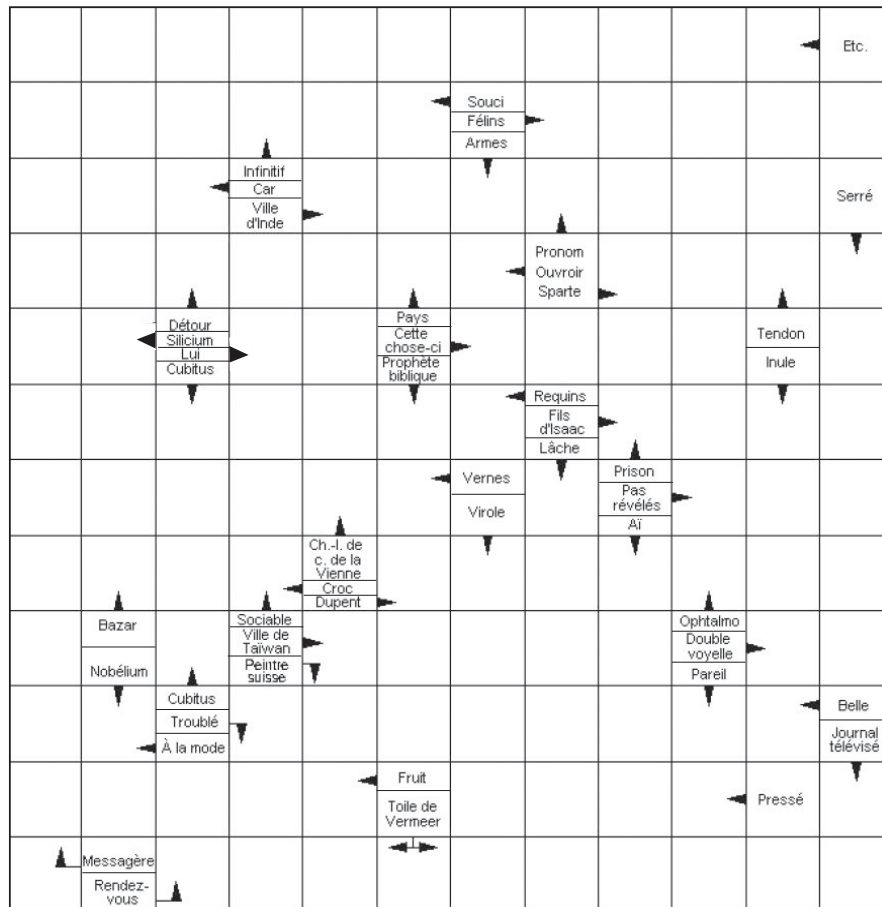 Etc.
Souci
Félins
Armes
Infinitif
Car
Ville
d'Inde
Serré
Pronom
Ouvroir
Sparte
Détour
Silicium
Lui
Cubitus
Pays
Cette
chose-ci
Prophète
biblique
Tendon
Inule
Requins
Fils
d'Isaac
Lâche
Vernes
Virole
Prison
Pas
révélés
Aï
Ch.-l. de
c. de la
Vienne
Croc
Dupent
Bazar
Nobélium
Sociable
Ville de
Taïwan
Peintre
suisse
Ophtalmo
Double
voyelle
Pareil
Cubitus
Troublé
À la mode
Belle
Journal
télévisé
Fruit
Toile de
Vermeer
Pressé
Messagère
Rendez-
vous